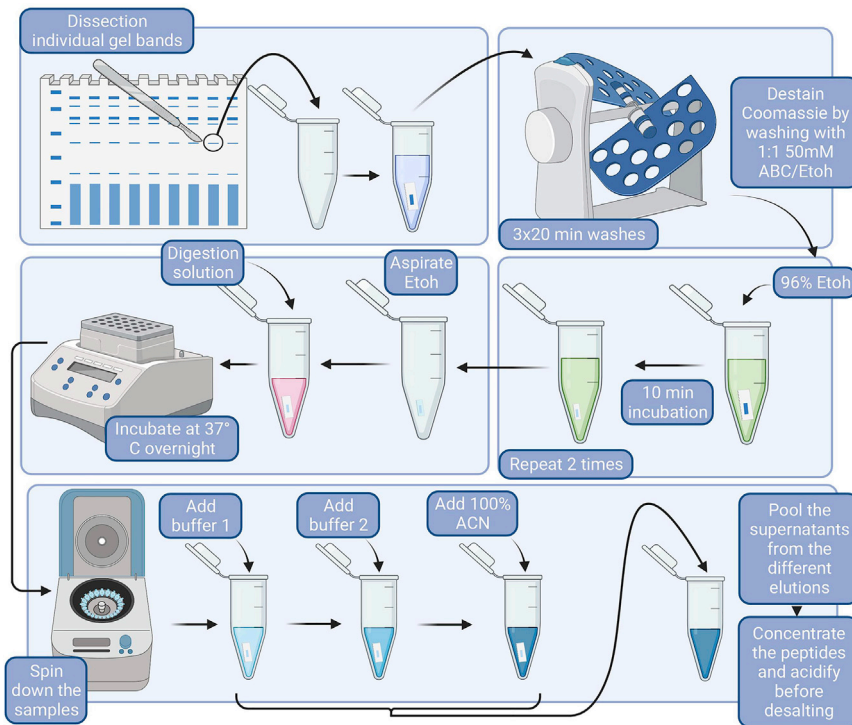 Dissection
individual gel bands
Destain
Coomassie by
washing with
1:1 50mM
ABC/Etoh
3x20 min washes
96% Etoh
10 min
incubation
Repeat 2 times
Aspirate
Etoh
Digestion
solution
Incubate at 37°
C overnight
Spin
down the
samples
Add
buffer 1
Add
buffer 2
Add 100%
ACN
Pool the
supernatants
from the
different
elutions
Concentrate
the peptides
and acidify
before
desalting